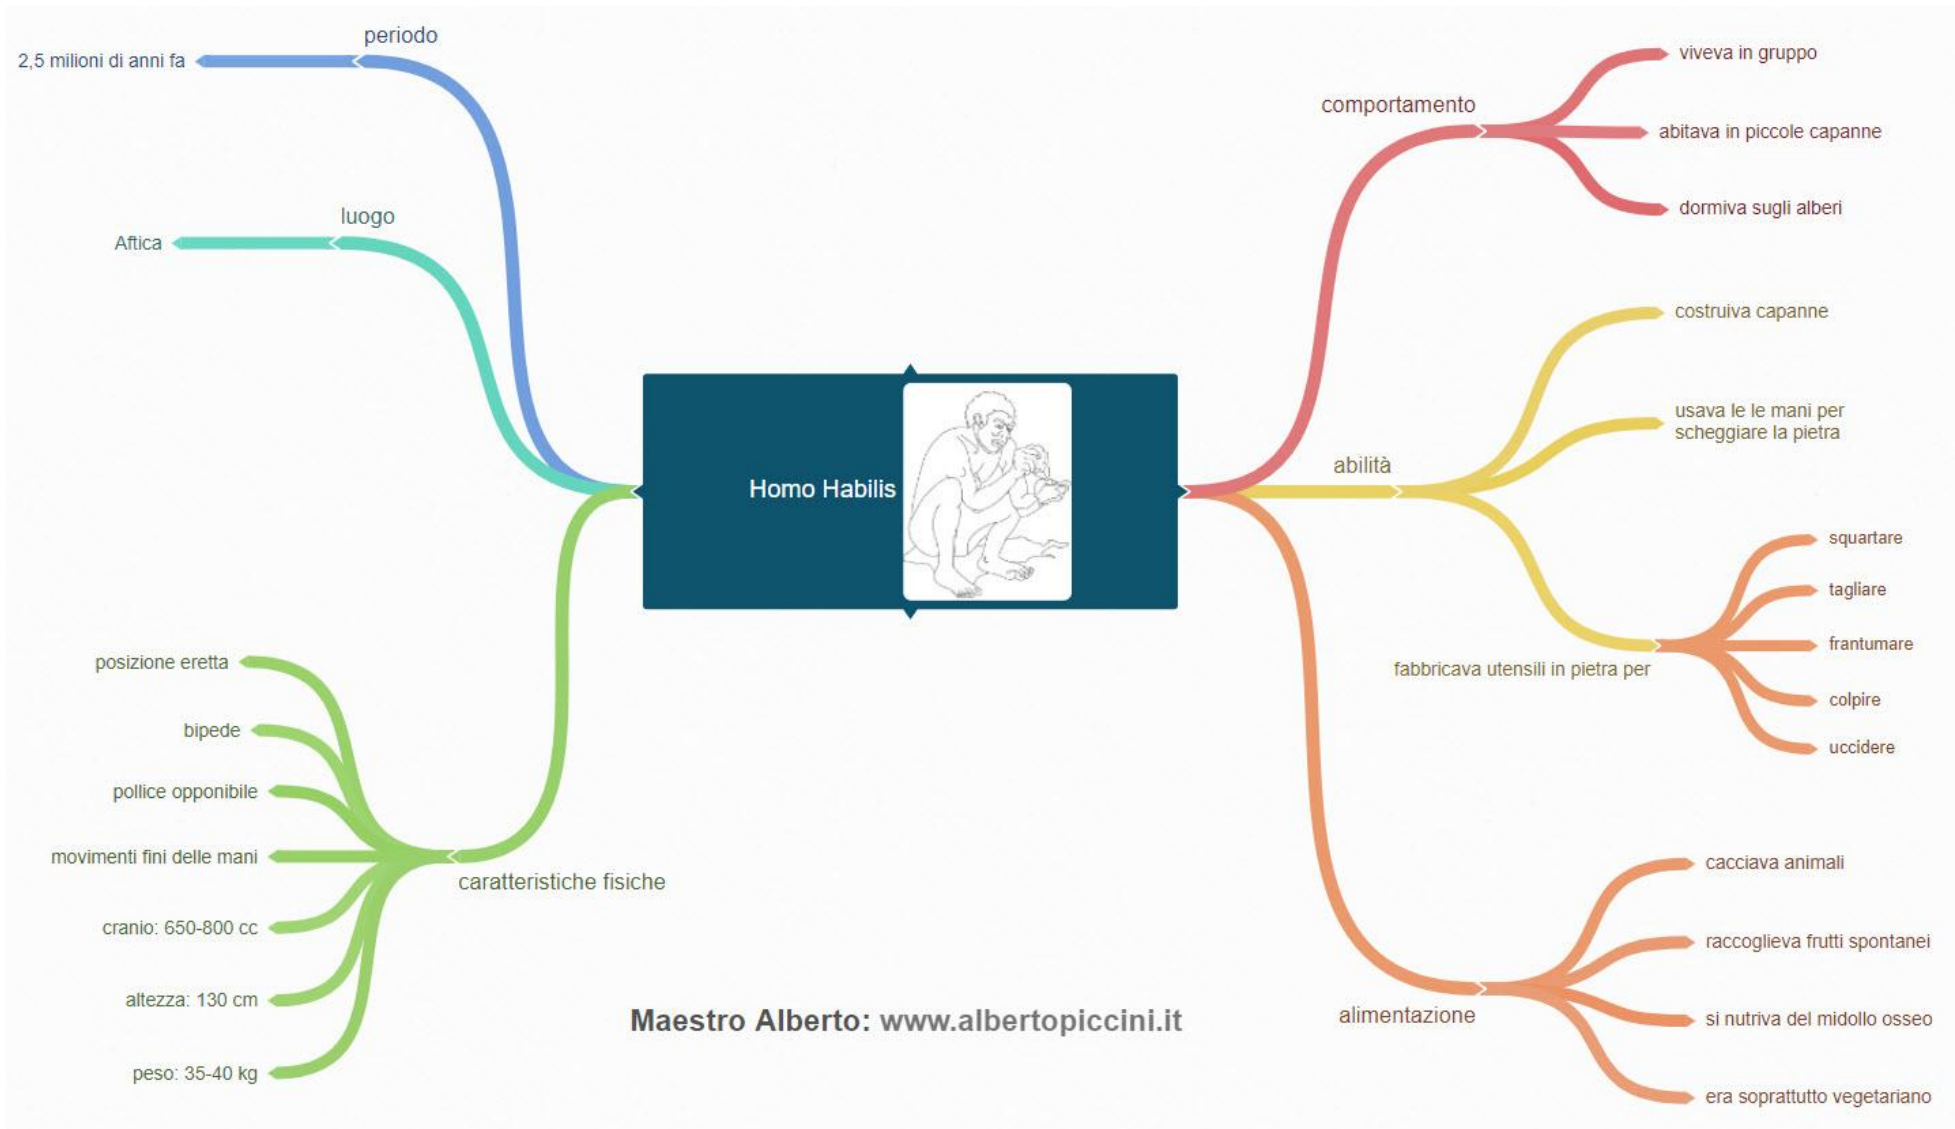 periodo
2,5 milioni di anni fa
luogo
Aftica
caratteristiche fisiche
posizione eretta
bipede
pollice opponibile
movimenti fini delle mani
cranio: 650-800 cc
altezza: 130 cm
peso: 35-40 kg
Homo Habilis
comportamento
viveva in gruppo
abitava in piccole capanne
dormiva sugli alberi
abilità
costruiva capanne
usava le le mani per
scheggiare la pietra
fabbricava utensili in pietra per
squartare
tagliare
frantumare
colpire
uccidere
alimentazione
cacciava animali
raccoglieva frutti spontanei
si nutriva del midollo osseo
era soprattutto vegetariano
Maestro Alberto: www.albertopiccini.it